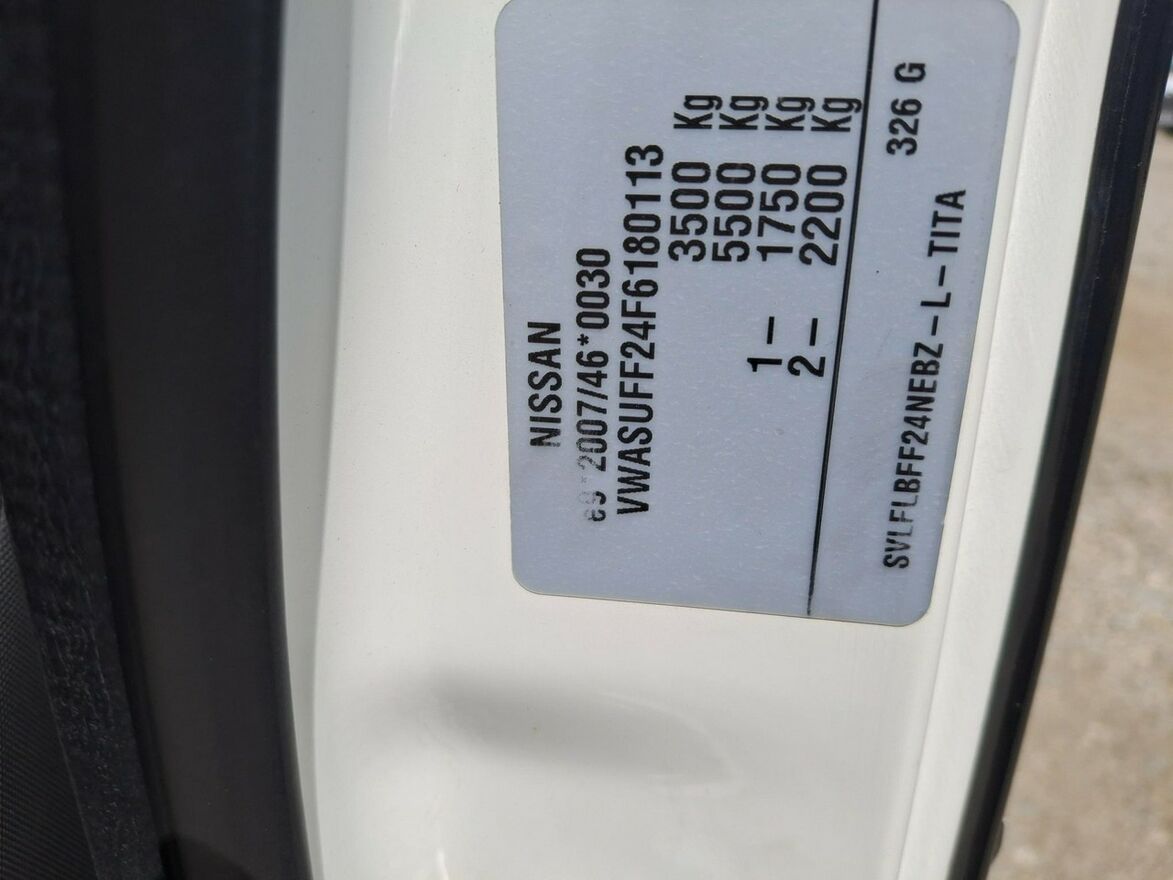 NISSAN
e9*2007/46*0030
VWASUFF24F6180113
3500 Kg
5500 Kg
1- 1750 Kg
2- 2200 Kg
326 G
SVLFLBFF24NEBZ-L-TITA